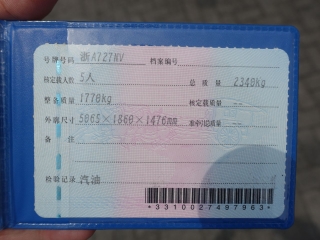 号牌号码 浙A727NV 档案编号
核定载人数 5人 总质量 2340kg
整备质量 1770kg 核定载质量 --
外廓尺寸 5065×1868×1476mm 准牵引总质量 --
备注
检验记录 汽油
*3310027497963*